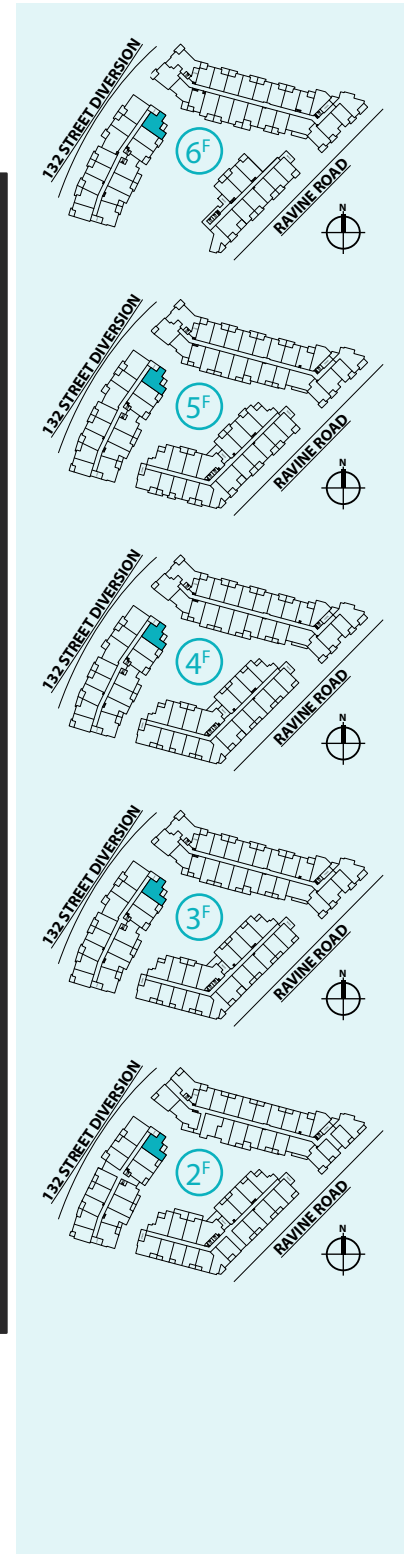 132 STREET DIVERSION
6F
RAVINE ROAD
N
132 STREET DIVERSION
5F
RAVINE ROAD
N
132 STREET DIVERSION
4F
RAVINE ROAD
N
132 STREET DIVERSION
3F
RAVINE ROAD
N
132 STREET DIVERSION
2F
RAVINE ROAD
N